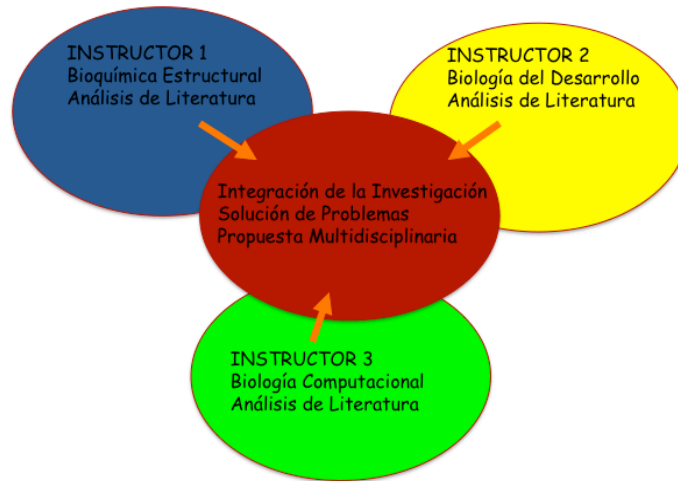 INSTRUCTOR 1
Bioquímica Estructural
Análisis de Literatura
INSTRUCTOR 2
Biología del Desarrollo
Análisis de Literatura
Integración de la Investigación
Solución de Problemas
Propuesta Multidisciplinaria
INSTRUCTOR 3
Biología Computacional
Análisis de Literatura